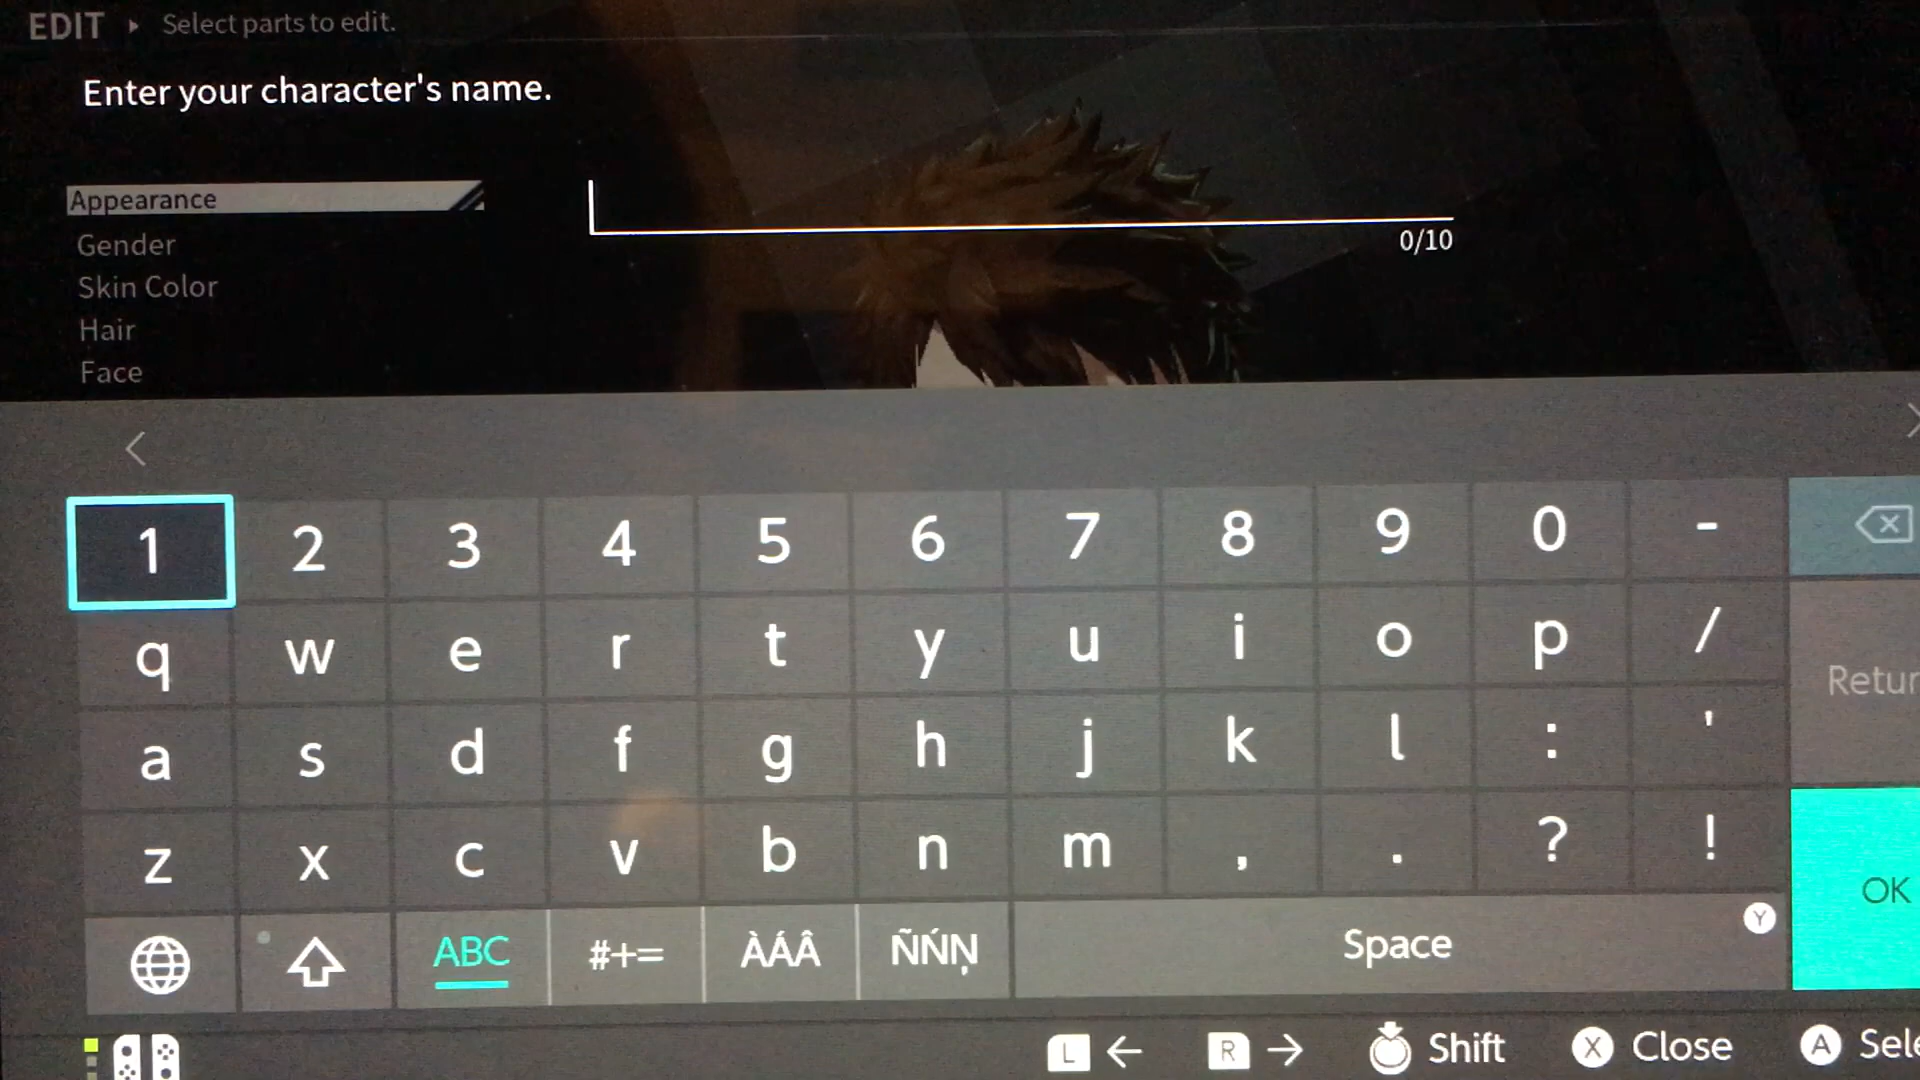 EDIT ▸ Select parts to edit.
Enter your character's name.
Appearance
0/10
Gender
Skin Color
Hair
Face
1 2 3 4 5 6 7 8 9 0 -
q w e r t y u i o p /
Retur
a s d f g h j k l : '
z x c v b n m , . ? !
OK
ABC #+= ÀÁÂ ÑŃŅ Space Y
L ← R → Shift X Close A Sele